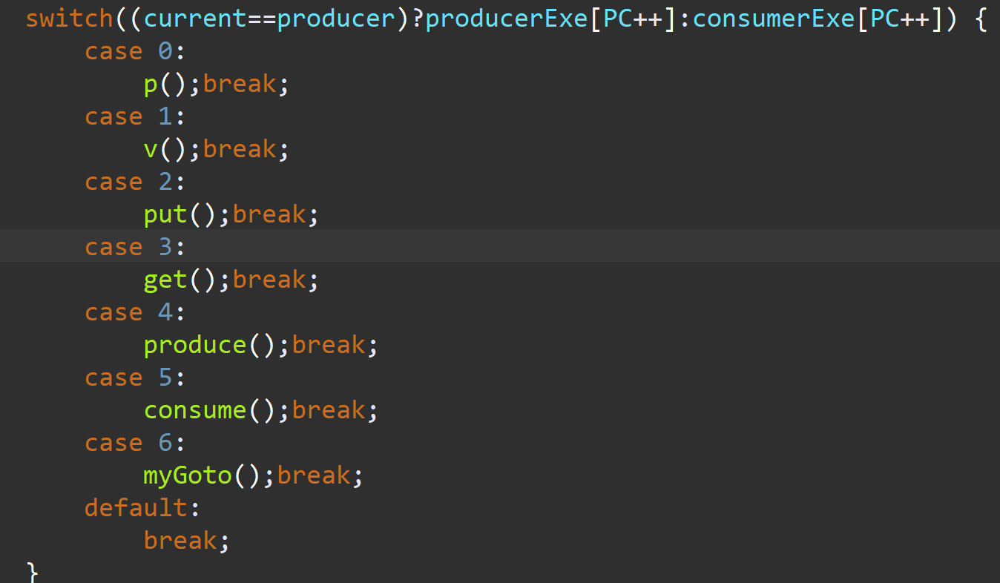 switch((current==producer)?producerExe[PC++]:consumerExe[PC++]) {
    case 0:
        p();break;
    case 1:
        v();break;
    case 2:
        put();break;
    case 3:
        get();break;
    case 4:
        produce();break;
    case 5:
        consume();break;
    case 6:
        myGoto();break;
    default:
        break;
}